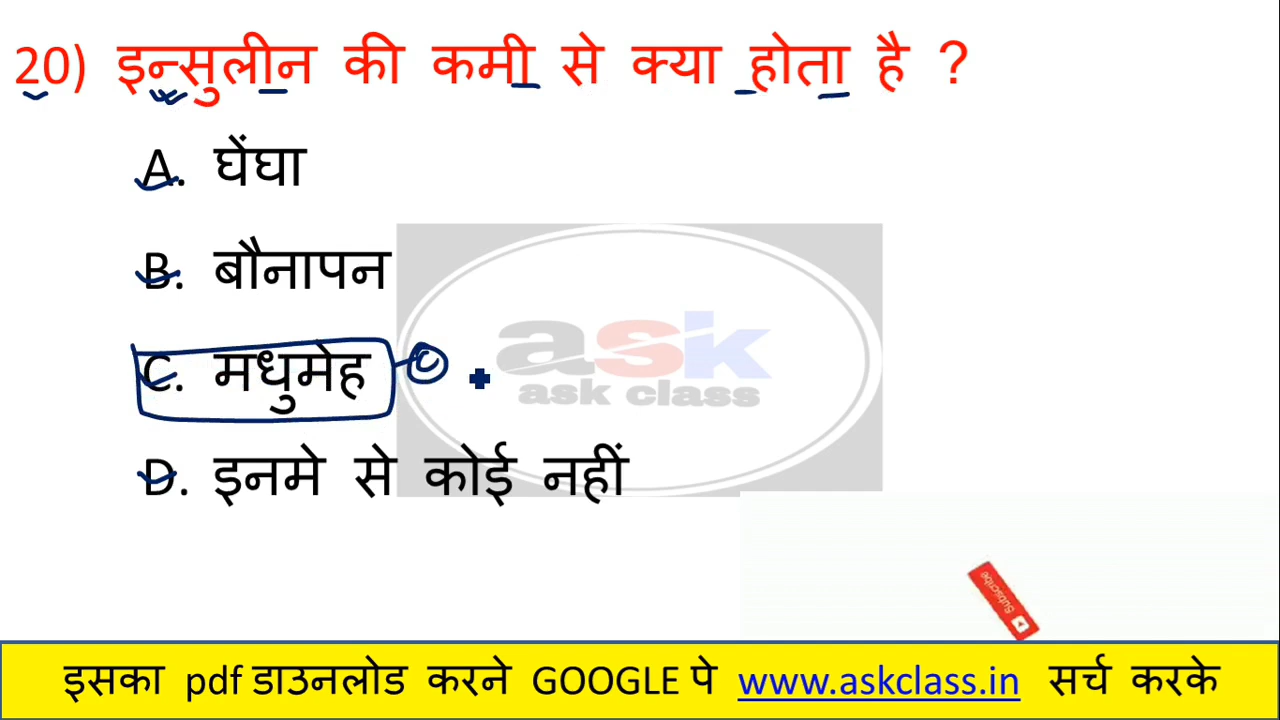 20) इन्सुलीन की कमी से क्या होता है ?
A. घेंघा
B. बौनापन
C. मधुमेह C
D. इनमे से कोई नहीं
ask
ask class
Subscribe
इसका pdf डाउनलोड करने GOOGLE पे www.askclass.in सर्च करके